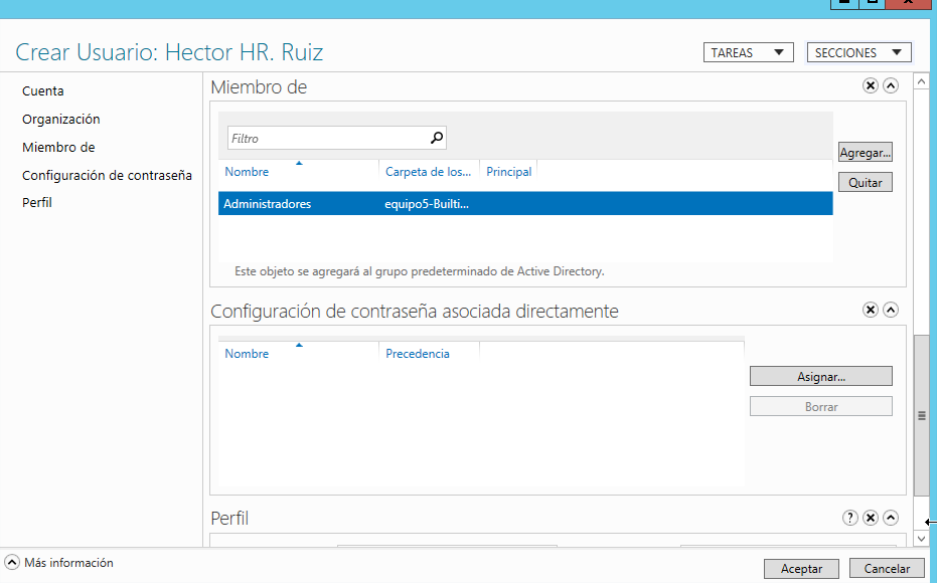 Crear Usuario: Hector HR. Ruiz
TAREAS
SECCIONES
Cuenta
Organización
Miembro de
Configuración de contraseña
Perfil
Miembro de
Filtro
Agregar...
Quitar
Nombre Carpeta de los... Principal
Administradores equipo5-Builti...
Este objeto se agregará al grupo predeterminado de Active Directory.
Configuración de contraseña asociada directamente
Nombre Precedencia
Asignar...
Borrar
Perfil
Más información
Aceptar
Cancelar